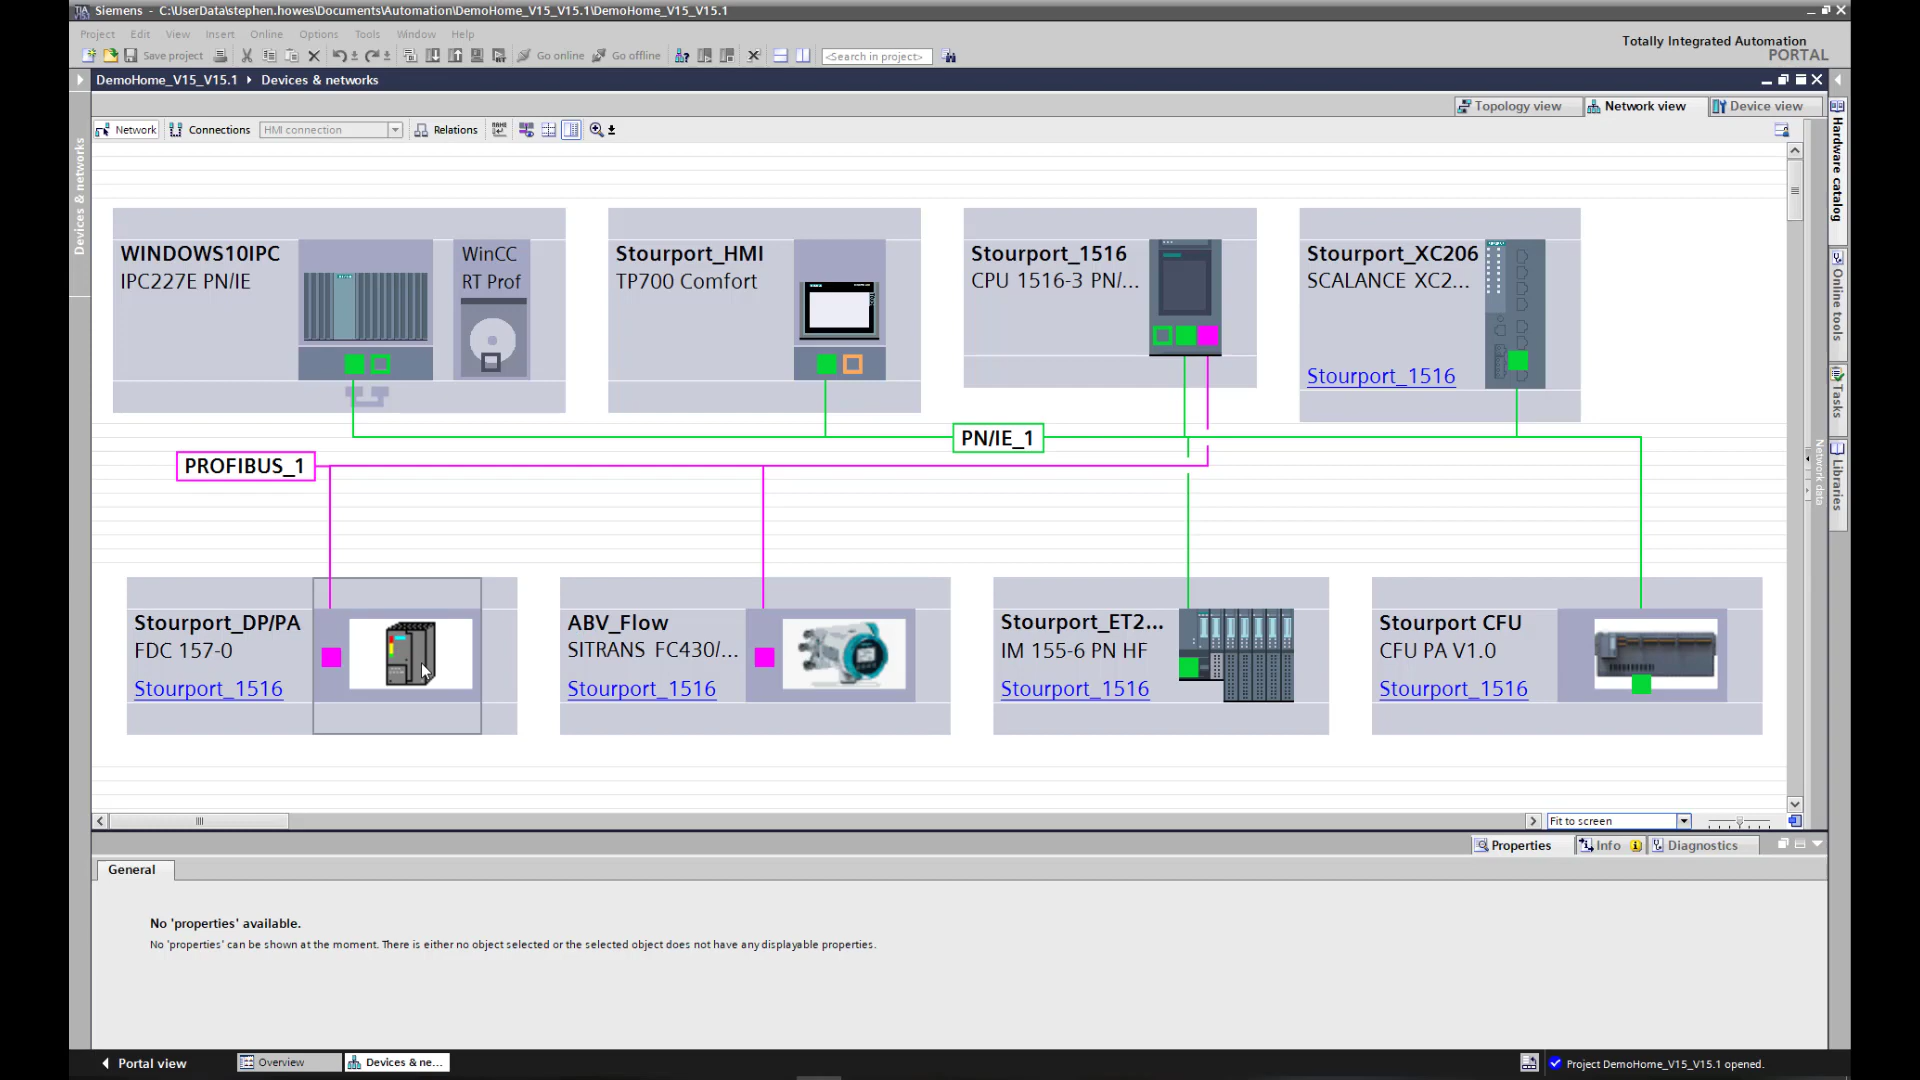 Siemens - C:\UserData\stephen.howes\Documents\Automation\DemoHome_V15_V15.1\DemoHome_V15_V15.1
Project Edit View Insert Online Options Tools Window Help
Totally Integrated Automation
PORTAL
Save project Go online Go offline <Search in project>
DemoHome_V15_V15.1 Devices & networks
Topology view Network view Device view
Network Connections HMI connection Relations
Devices & networks
Hardware catalog
Online tools
Tasks
Libraries
Network data
WINDOWS10IPC
IPC227E PN/IE
WinCC
RT Prof
Stourport_HMI
TP700 Comfort
Stourport_1516
CPU 1516-3 PN/...
Stourport_XC206
SCALANCE XC2...
Stourport_1516
PN/IE_1
PROFIBUS_1
Stourport_DP/PA
FDC 157-0
Stourport_1516
ABV_Flow
SITRANS FC430/...
Stourport_1516
Stourport_ET2...
IM 155-6 PN HF
Stourport_1516
Stourport CFU
CFU PA V1.0
Stourport_1516
Fit to screen
Properties Info Diagnostics
General
No 'properties' available.
No 'properties' can be shown at the moment. There is either no object selected or the selected object does not have any displayable properties.
Portal view Overview Devices & ne... Project DemoHome_V15_V15.1 opened.